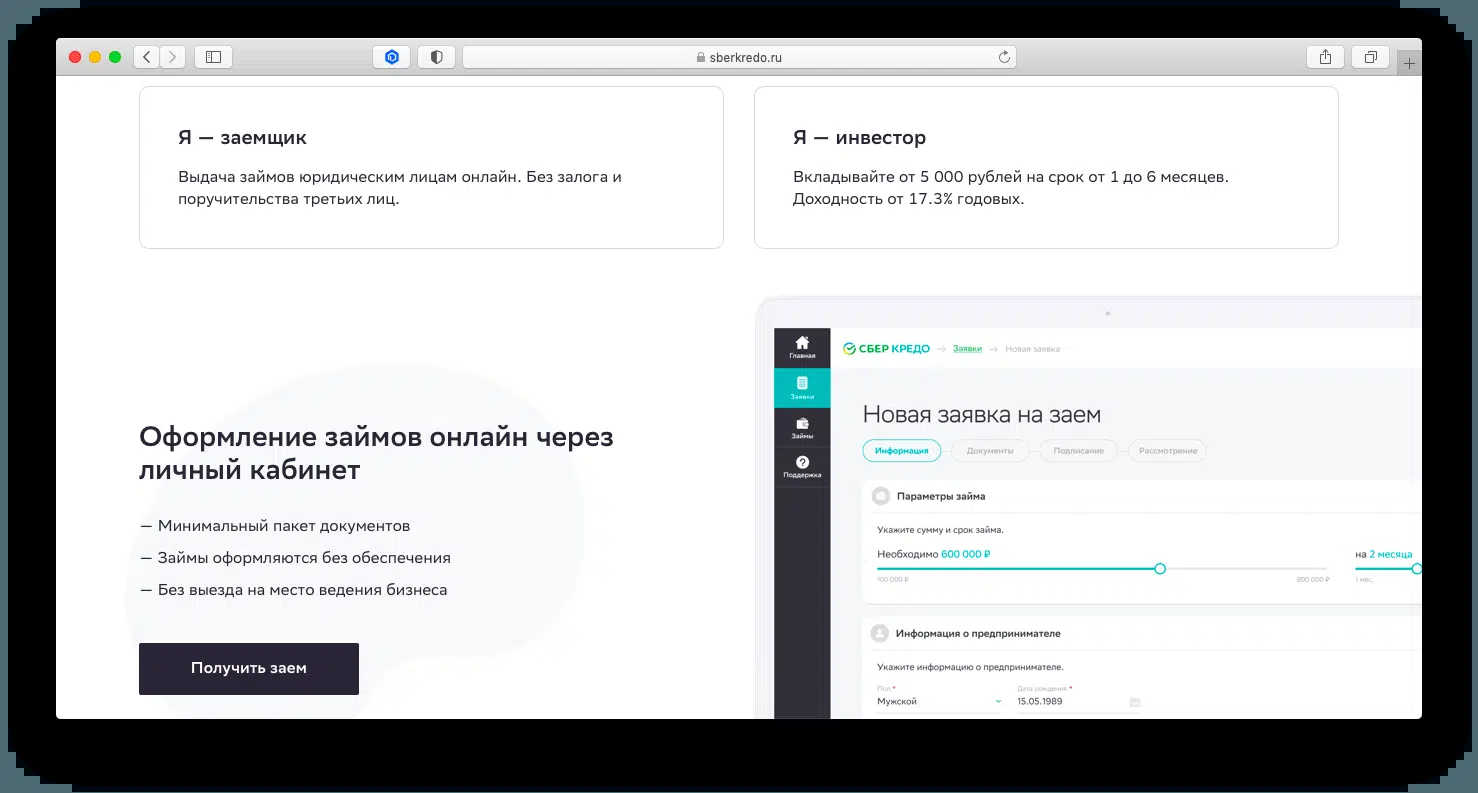 sberkredo.ru
Я — заемщик
Выдача займов юридическим лицам онлайн. Без залога и
поручительства третьих лиц.
Я — инвестор
Вкладывайте от 5 000 рублей на срок от 1 до 6 месяцев.
Доходность от 17.3% годовых.
Оформление займов онлайн через
личный кабинет
— Минимальный пакет документов
— Займы оформляются без обеспечения
— Без выезда на место ведения бизнеса
Получить заем
Главная
Заявки
Займы
Поддержка
СБЕР КРЕДО → Заявки → Новая заявка
Новая заявка на заем
Информация Документы Подписание Рассмотрение
Параметры займа
Укажите сумму и срок займа.
Необходимо 600 000 ₽ на 2 месяца
100 000 ₽ 800 000 ₽ 1 мес.
Информация о предпринимателе
Укажите информацию о предпринимателе.
Пол * Дата рождения *
Мужской 15.05.1989